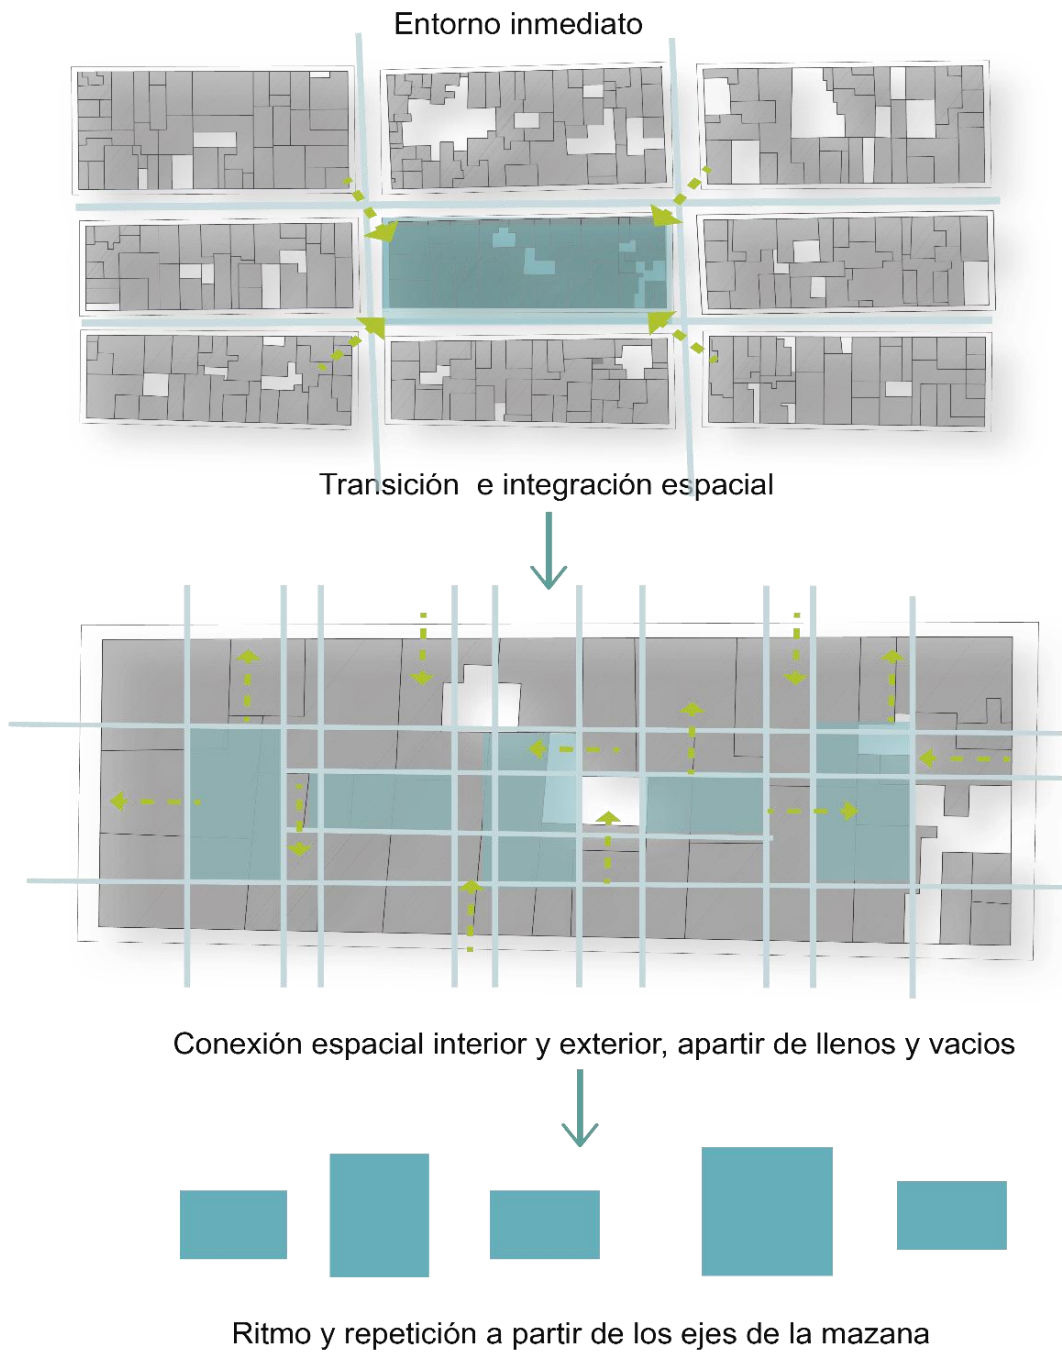 Entorno inmediato
Transición e integración espacial
Conexión espacial interior y exterior, apartir de llenos y vacios
Ritmo y repetición a partir de los ejes de la mazana